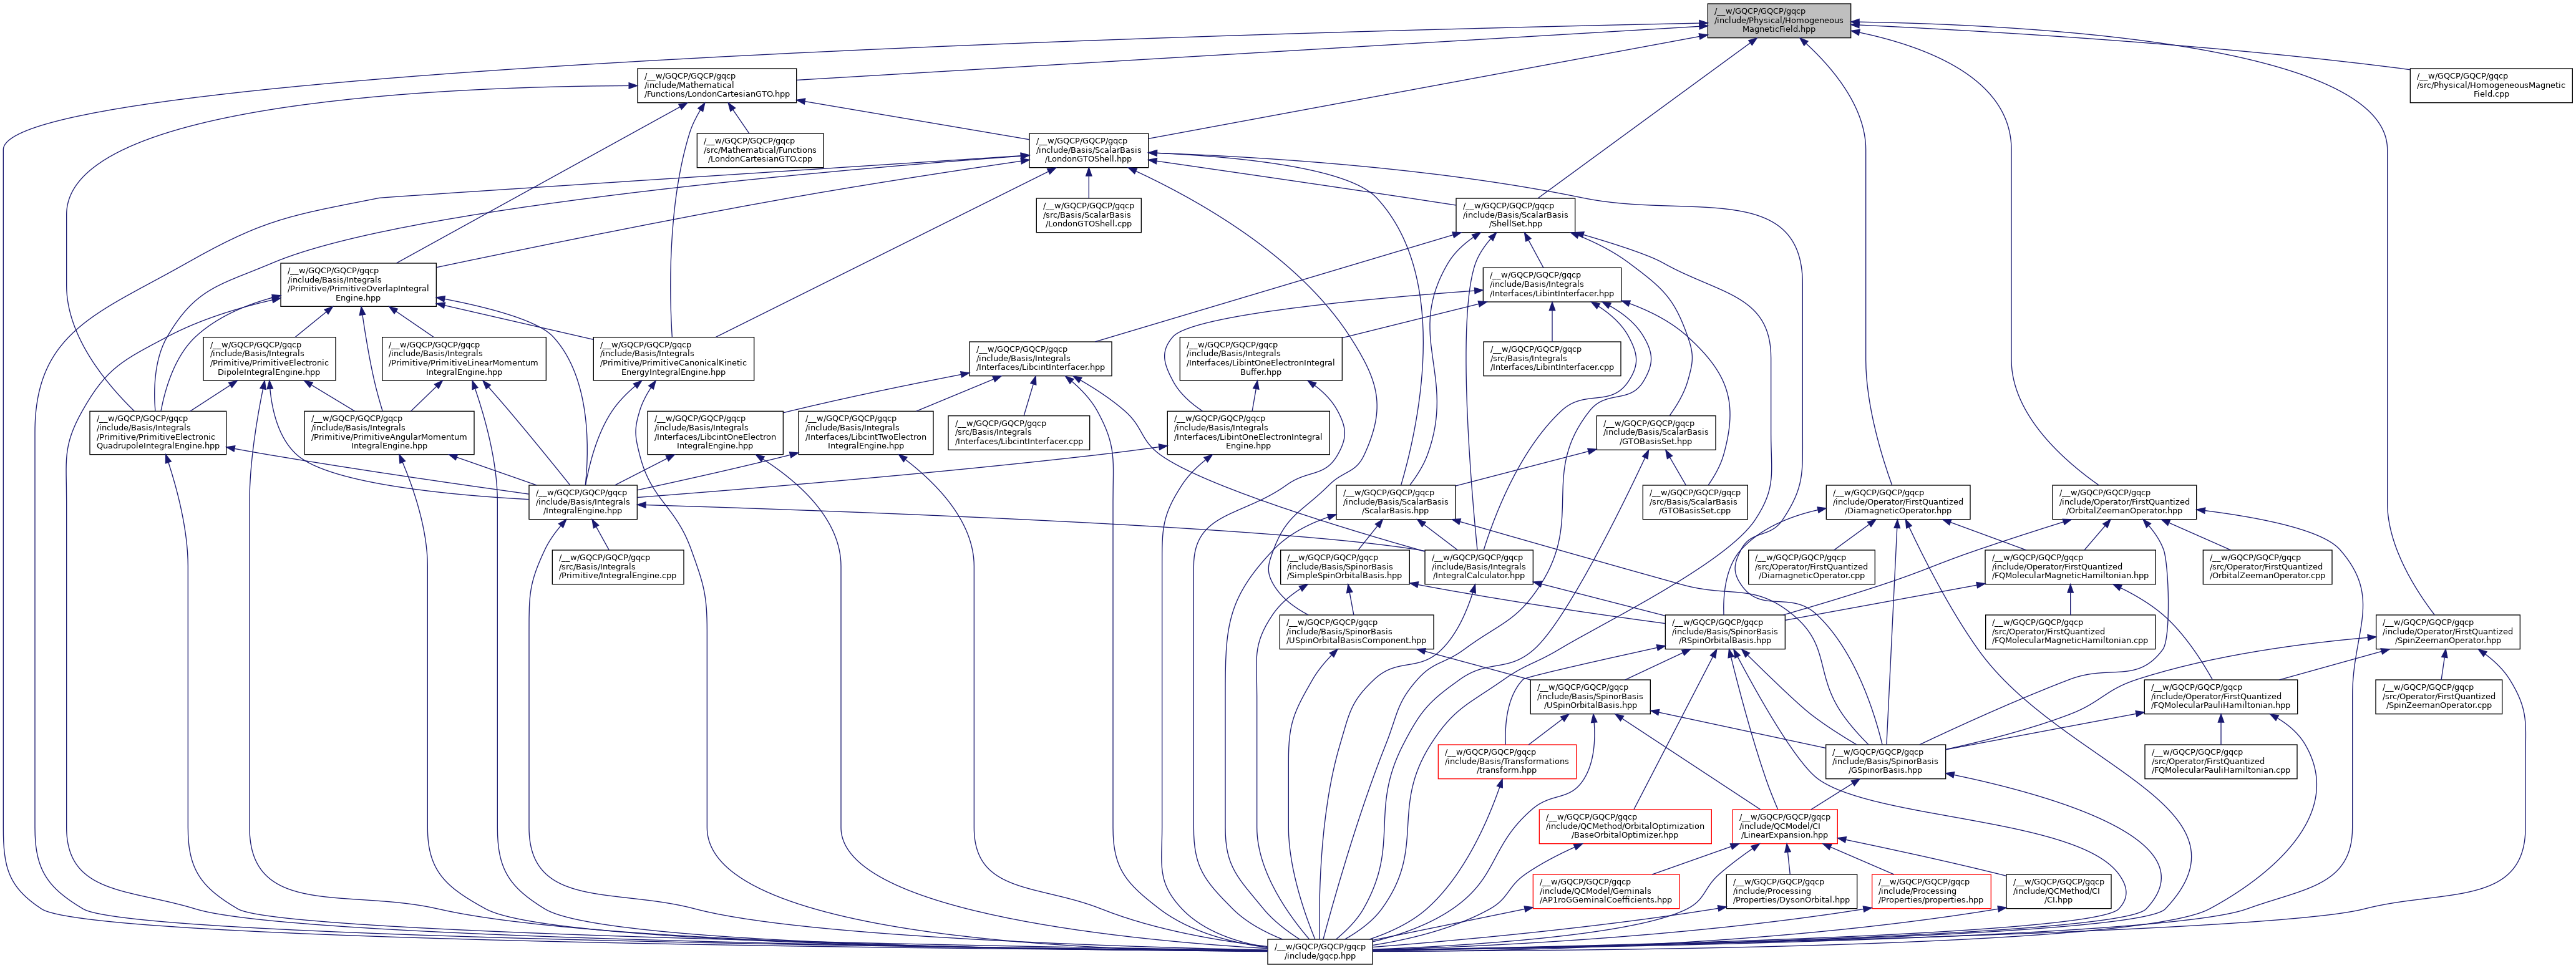 /__w/GQCP/GQCP/gqcp
/include/Physical/Homogeneous
MagneticField.hpp
/__w/GQCP/GQCP/gqcp
/include/Mathematical
/Functions/LondonCartesianGTO.hpp
/__w/GQCP/GQCP/gqcp
/src/Physical/HomogeneousMagnetic
Field.cpp
/__w/GQCP/GQCP/gqcp
/src/Mathematical/Functions
/LondonCartesianGTO.cpp
/__w/GQCP/GQCP/gqcp
/include/Basis/ScalarBasis
/LondonGTOShell.hpp
/__w/GQCP/GQCP/gqcp
/src/Basis/ScalarBasis
/LondonGTOShell.cpp
/__w/GQCP/GQCP/gqcp
/include/Basis/ScalarBasis
/ShellSet.hpp
/__w/GQCP/GQCP/gqcp
/include/Basis/Integrals
/Primitive/PrimitiveOverlapIntegral
Engine.hpp
/__w/GQCP/GQCP/gqcp
/include/Basis/Integrals
/Interfaces/LibintInterfacer.hpp
/__w/GQCP/GQCP/gqcp
/include/Basis/Integrals
/Primitive/PrimitiveElectronic
DipoleIntegralEngine.hpp
/__w/GQCP/GQCP/gqcp
/include/Basis/Integrals
/Primitive/PrimitiveLinearMomentum
IntegralEngine.hpp
/__w/GQCP/GQCP/gqcp
/include/Basis/Integrals
/Primitive/PrimitiveCanonicalKinetic
EnergyIntegralEngine.hpp
/__w/GQCP/GQCP/gqcp
/include/Basis/Integrals
/Interfaces/LibcintInterfacer.hpp
/__w/GQCP/GQCP/gqcp
/include/Basis/Integrals
/Interfaces/LibintOneElectronIntegral
Buffer.hpp
/__w/GQCP/GQCP/gqcp
/src/Basis/Integrals
/Interfaces/LibintInterfacer.cpp
/__w/GQCP/GQCP/gqcp
/include/Basis/Integrals
/Primitive/PrimitiveElectronic
QuadrupoleIntegralEngine.hpp
/__w/GQCP/GQCP/gqcp
/include/Basis/Integrals
/Primitive/PrimitiveAngularMomentum
IntegralEngine.hpp
/__w/GQCP/GQCP/gqcp
/include/Basis/Integrals
/Interfaces/LibcintOneElectron
IntegralEngine.hpp
/__w/GQCP/GQCP/gqcp
/include/Basis/Integrals
/Interfaces/LibcintTwoElectron
IntegralEngine.hpp
/__w/GQCP/GQCP/gqcp
/src/Basis/Integrals
/Interfaces/LibcintInterfacer.cpp
/__w/GQCP/GQCP/gqcp
/include/Basis/Integrals
/Interfaces/LibintOneElectronIntegral
Engine.hpp
/__w/GQCP/GQCP/gqcp
/include/Basis/ScalarBasis
/GTOBasisSet.hpp
/__w/GQCP/GQCP/gqcp
/include/Basis/Integrals
/IntegralEngine.hpp
/__w/GQCP/GQCP/gqcp
/include/Basis/ScalarBasis
/ScalarBasis.hpp
/__w/GQCP/GQCP/gqcp
/src/Basis/ScalarBasis
/GTOBasisSet.cpp
/__w/GQCP/GQCP/gqcp
/include/Operator/FirstQuantized
/DiamagneticOperator.hpp
/__w/GQCP/GQCP/gqcp
/include/Operator/FirstQuantized
/OrbitalZeemanOperator.hpp
/__w/GQCP/GQCP/gqcp
/src/Basis/Integrals
/Primitive/IntegralEngine.cpp
/__w/GQCP/GQCP/gqcp
/include/Basis/SpinorBasis
/SimpleSpinOrbitalBasis.hpp
/__w/GQCP/GQCP/gqcp
/include/Basis/Integrals
/IntegralCalculator.hpp
/__w/GQCP/GQCP/gqcp
/src/Operator/FirstQuantized
/DiamagneticOperator.cpp
/__w/GQCP/GQCP/gqcp
/include/Operator/FirstQuantized
/FQMolecularMagneticHamiltonian.hpp
/__w/GQCP/GQCP/gqcp
/src/Operator/FirstQuantized
/OrbitalZeemanOperator.cpp
/__w/GQCP/GQCP/gqcp
/include/Basis/SpinorBasis
/USpinOrbitalBasisComponent.hpp
/__w/GQCP/GQCP/gqcp
/include/Basis/SpinorBasis
/RSpinOrbitalBasis.hpp
/__w/GQCP/GQCP/gqcp
/src/Operator/FirstQuantized
/FQMolecularMagneticHamiltonian.cpp
/__w/GQCP/GQCP/gqcp
/include/Operator/FirstQuantized
/SpinZeemanOperator.hpp
/__w/GQCP/GQCP/gqcp
/include/Basis/SpinorBasis
/USpinOrbitalBasis.hpp
/__w/GQCP/GQCP/gqcp
/include/Operator/FirstQuantized
/FQMolecularPauliHamiltonian.hpp
/__w/GQCP/GQCP/gqcp
/src/Operator/FirstQuantized
/SpinZeemanOperator.cpp
/__w/GQCP/GQCP/gqcp
/include/Basis/Transformations
/transform.hpp
/__w/GQCP/GQCP/gqcp
/include/Basis/SpinorBasis
/GSpinorBasis.hpp
/__w/GQCP/GQCP/gqcp
/src/Operator/FirstQuantized
/FQMolecularPauliHamiltonian.cpp
/__w/GQCP/GQCP/gqcp
/include/QCMethod/OrbitalOptimization
/BaseOrbitalOptimizer.hpp
/__w/GQCP/GQCP/gqcp
/include/QCModel/CI
/LinearExpansion.hpp
/__w/GQCP/GQCP/gqcp
/include/QCModel/Geminals
/AP1roGGeminalCoefficients.hpp
/__w/GQCP/GQCP/gqcp
/include/Processing
/Properties/DysonOrbital.hpp
/__w/GQCP/GQCP/gqcp
/include/Processing
/Properties/properties.hpp
/__w/GQCP/GQCP/gqcp
/include/QCMethod/CI
/CI.hpp
/__w/GQCP/GQCP/gqcp
/include/gqcp.hpp